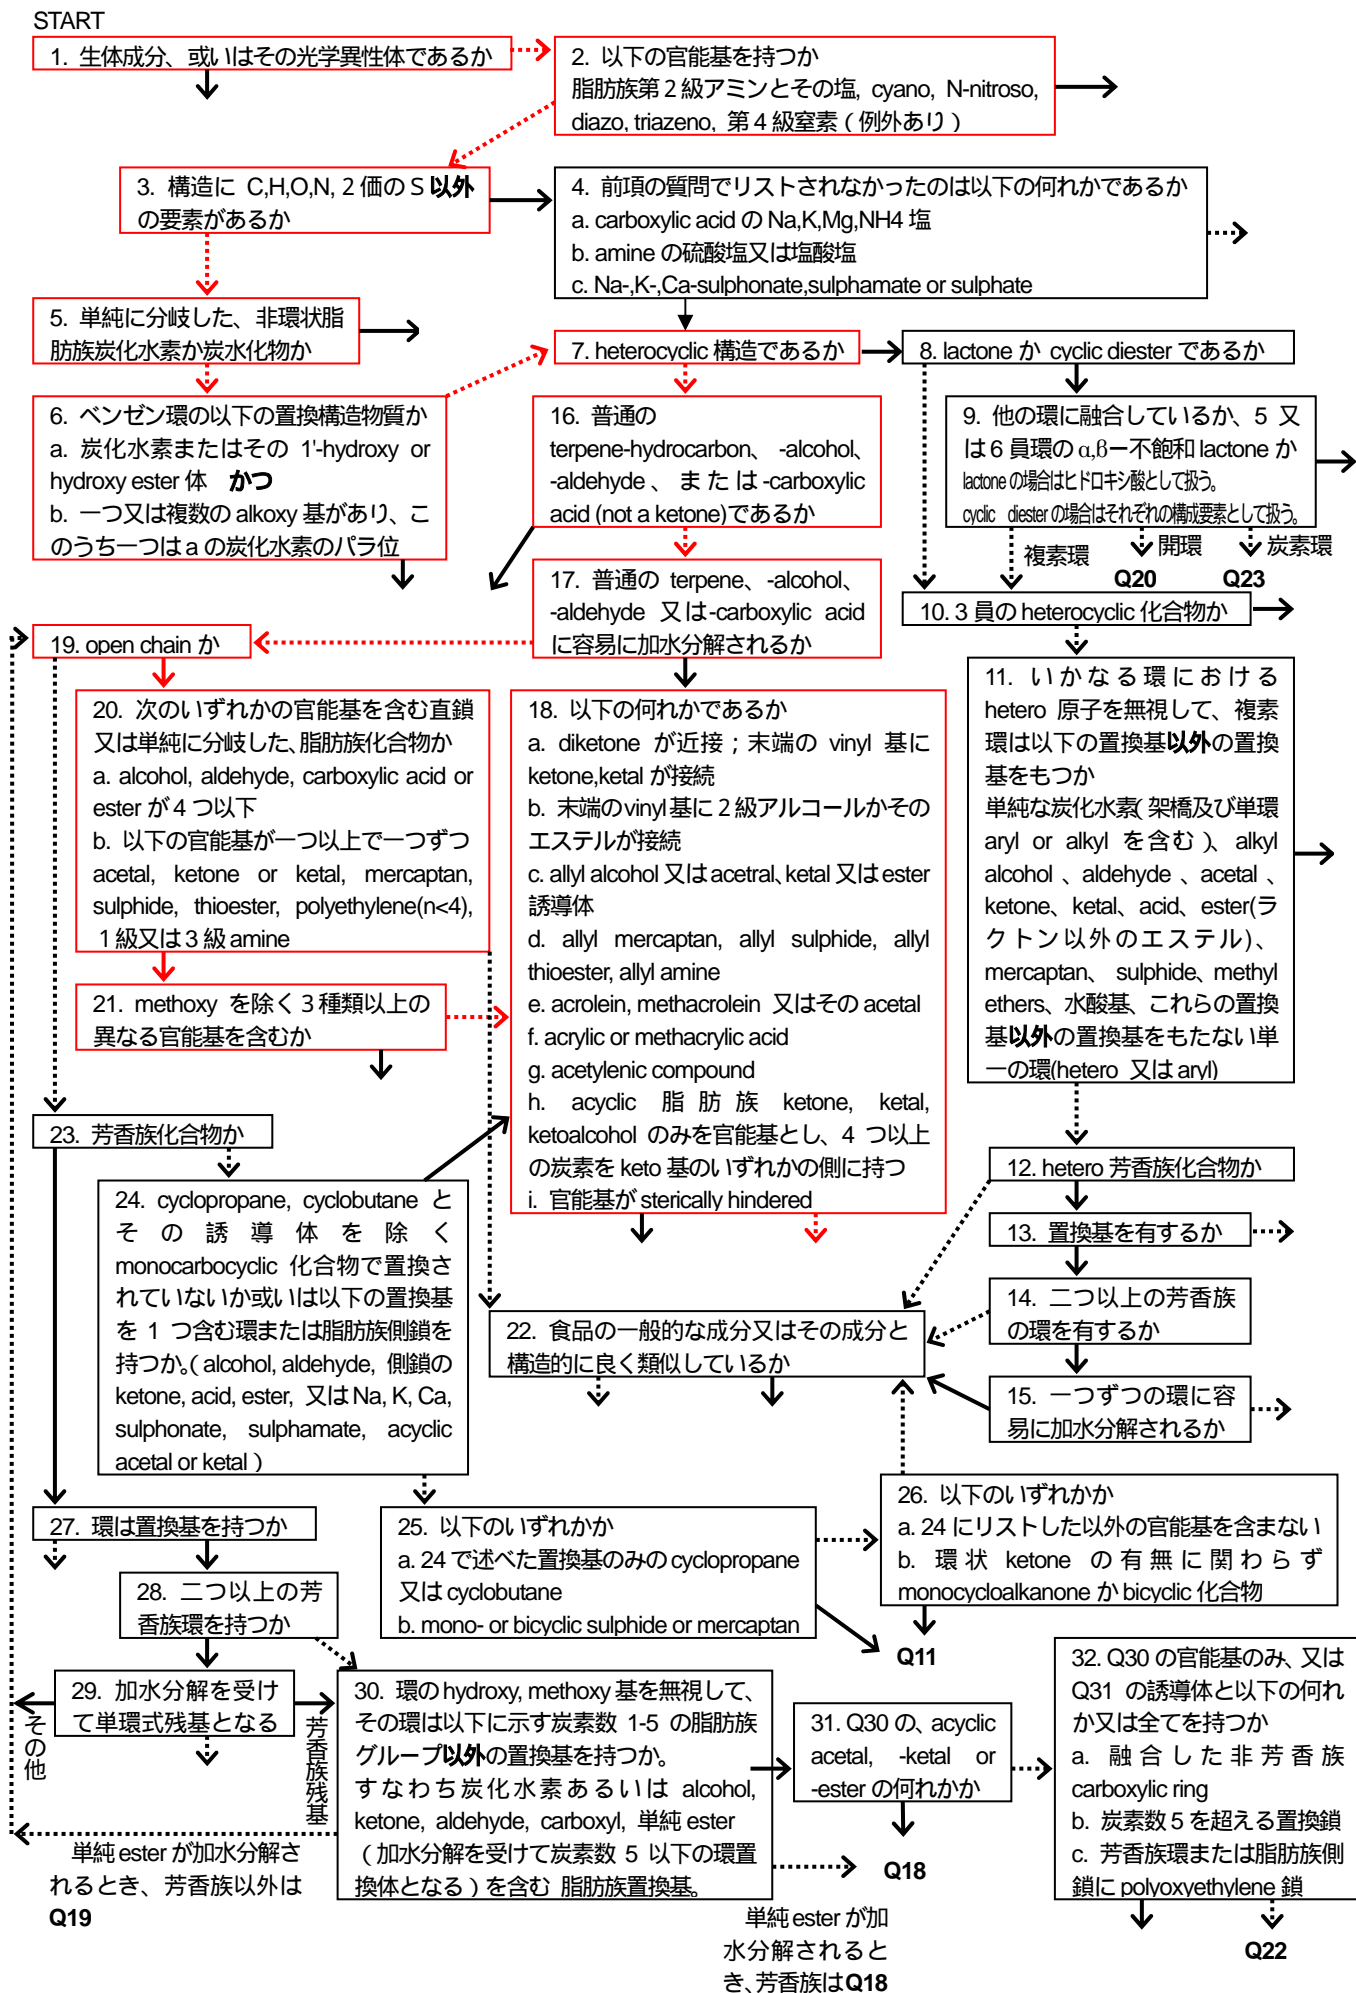 START
1. 生体成分、或いはその光学異性体であるか
2. 以下の官能基を持つか
脂肪族第２級アミンとその塩, cyano, N-nitroso,
diazo, triazeno, 第４級窒素（例外あり）
3. 構造に C,H,O,N,２価のＳ以外
の要素があるか
4. 前項の質問でリストされなかったのは以下の何れかであるか
a. carboxylic acid の Na,K,Mg,NH4 塩
b. amine の硫酸塩又は塩酸塩
c. Na-,K-,Ca-sulphonate,sulphamate or sulphate
5. 単純に分岐した、非環状脂
肪族炭化水素か炭水化物か
7. heterocyclic 構造であるか
8. lactone か cyclic diester であるか
6. ベンゼン環の以下の置換構造物質か
a. 炭化水素またはその 1'-hydroxy or
hydroxy ester 体　かつ
b. 一つ又は複数の alkoxy 基があり、こ
のうち一つは a の炭化水素のパラ位
16. 普通の
terpene-hydrocarbon、 -alcohol、
-aldehyde 、または -carboxylic
acid (not a ketone)であるか
9. 他の環に融合しているか、5 又
は 6 員環の α,β－不飽和 lactone か
lactone の場合はヒドロキシ酸として扱う。
cyclic diester の場合はそれぞれの構成要素として扱う。
複素環
開環
炭素環
Q20
Q23
17. 普通の terpene、-alcohol、
-aldehyde 又は-carboxylic acid
に容易に加水分解されるか
10. 3 員の heterocyclic 化合物か
19. open chain か
20. 次のいずれかの官能基を含む直鎖
又は単純に分岐した、脂肪族化合物か
a. alcohol, aldehyde, carboxylic acid or
ester が 4 つ以下
b. 以下の官能基が一つ以上で一つずつ
acetal, ketone or ketal, mercaptan,
sulphide, thioester, polyethylene(n<4),
１級又は３級 amine
18. 以下の何れかであるか
a. diketone が近接；末端の vinyl 基に
ketone,ketal が接続
b. 末端の vinyl 基に 2 級アルコールかその
エステルが接続
c. allyl alcohol 又は acetral、ketal 又は ester
誘導体
d. allyl mercaptan, allyl sulphide, allyl
thioester, allyl amine
e. acrolein, methacrolein 又はその acetal
f. acrylic or methacrylic acid
g. acetylenic compound
h. acyclic 脂肪族 ketone, ketal,
ketoalcohol のみを官能基とし、4 つ以上
の炭素を keto 基のいずれかの側に持つ
i. 官能基が sterically hindered
11. いかなる環における
hetero 原子を無視して、複素
環は以下の置換基以外の置換
基をもつか
単純な炭化水素(架橋及び単環
aryl or alkyl を含む)、alkyl
alcohol 、aldehyde 、acetal 、
ketone、ketal、acid、ester(ラ
クトン以外のエステル)、
mercaptan、 sulphide、methyl
ethers、水酸基、これらの置換
基以外の置換基をもたない単
一の環(hetero 又は aryl)
21. methoxy を除く 3 種類以上の
異なる官能基を含むか
23. 芳香族化合物か
12. hetero 芳香族化合物か
24. cyclopropane, cyclobutane と
その誘導体を除く
monocarbocyclic 化合物で置換さ
れていないか或いは以下の置換基
を 1 つ含む環または脂肪族側鎖を
持つか。（alcohol, aldehyde, 側鎖の
ketone, acid, ester, 又は Na, K, Ca,
sulphonate, sulphamate, acyclic
acetal or ketal）
13. 置換基を有するか
14. 二つ以上の芳香族
の環を有するか
22. 食品の一般的な成分又はその成分と
構造的に良く類似しているか
15. 一つずつの環に容
易に加水分解されるか
27. 環は置換基を持つか
25. 以下のいずれかか
a. 24 で述べた置換基のみの cyclopropane
又は cyclobutane
b. mono- or bicyclic sulphide or mercaptan
26. 以下のいずれかか
a. 24 にリストした以外の官能基を含まない
b. 環状 ketone の有無に関わらず
monocycloalkanone か bicyclic 化合物
Q11
28. 二つ以上の芳
香族環を持つか
29. 加水分解を受け
て単環式残基となる
その他
芳香族残基
30. 環の hydroxy, methoxy 基を無視して、
その環は以下に示す炭素数 1-5 の脂肪族
グループ以外の置換基を持つか。
すなわち炭化水素あるいは alcohol,
ketone, aldehyde, carboxyl, 単純 ester
（加水分解を受けて炭素数 5 以下の環置
換体となる）を含む 脂肪族置換基。
31. Q30 の、acyclic
acetal, -ketal or
-ester の何れかか
32. Q30 の官能基のみ、又は
Q31 の誘導体と以下の何れ
か又は全てを持つか
a. 融合した非芳香族
carboxylic ring
b. 炭素数 5 を超える置換鎖
c. 芳香族環または脂肪族側
鎖に polyoxyethylene 鎖
単純 ester が加水分解さ
れるとき、芳香族以外は
Q19
Q18
単純 ester が加
水分解されると
き、芳香族は Q18
Q22